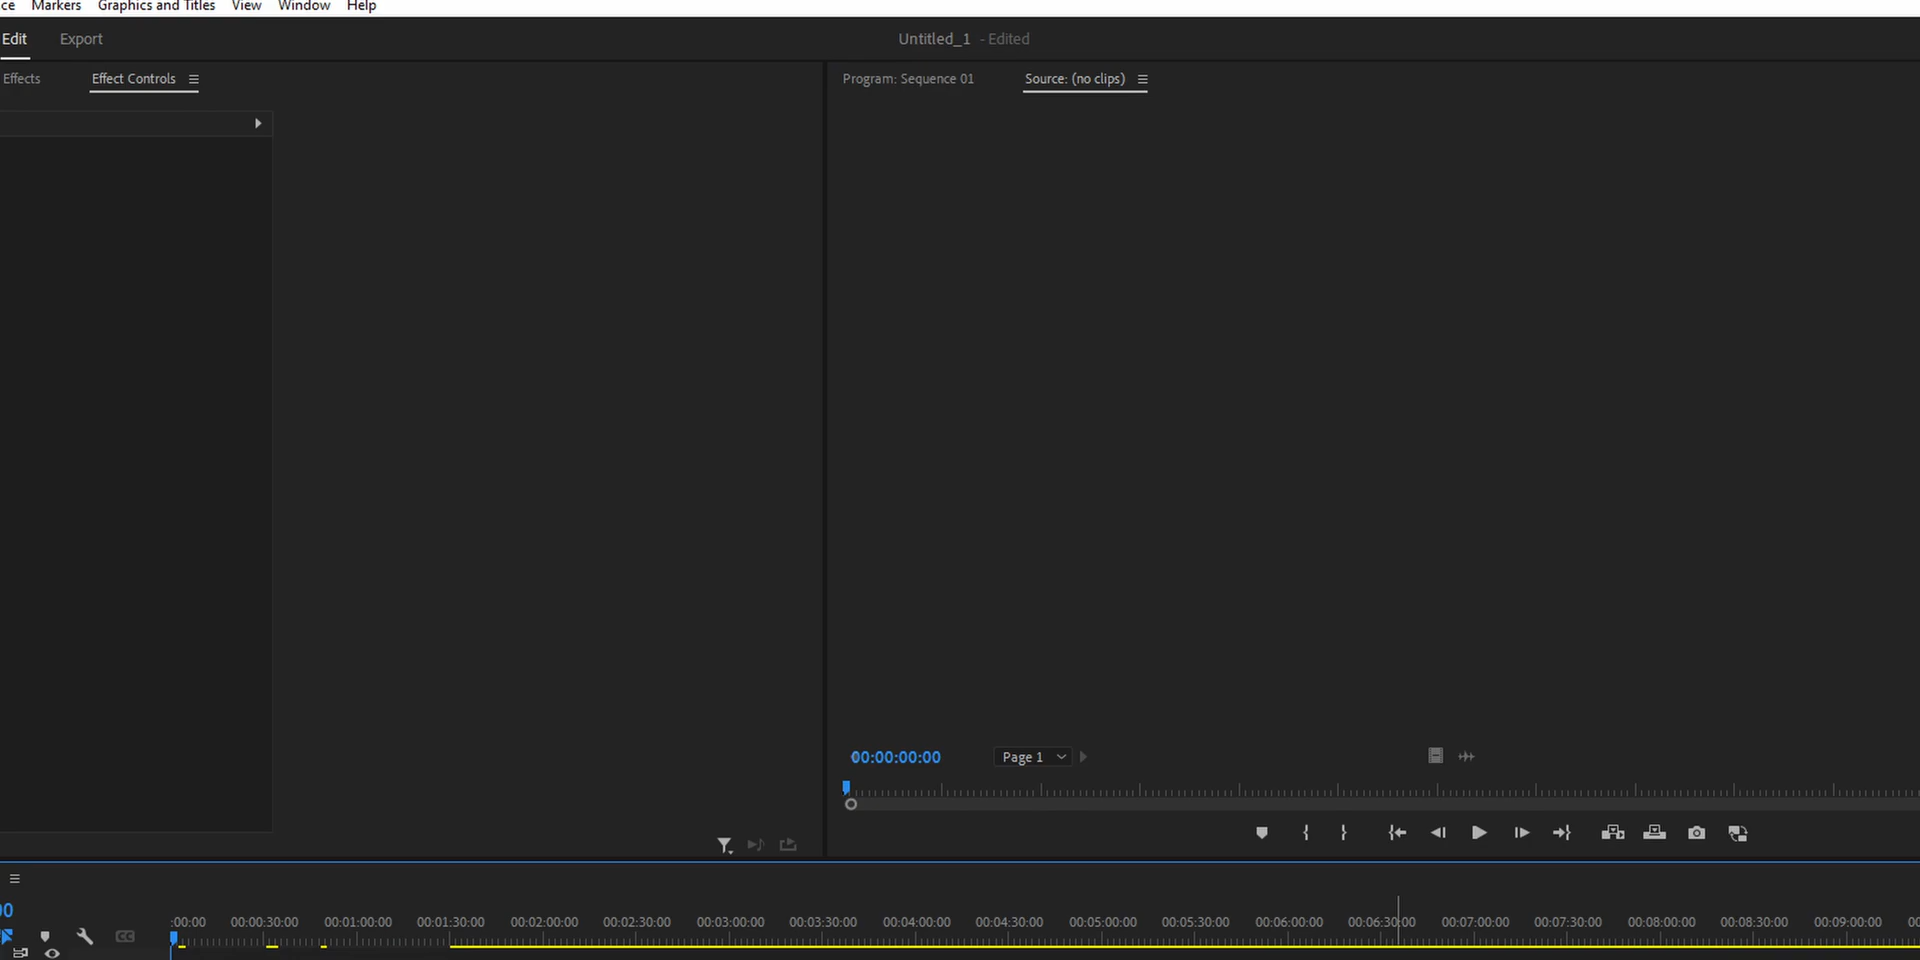 ce Markers Graphics and Titles View Window Help
Edit Export Untitled_1 - Edited
Effects Effect Controls Program: Sequence 01 Source: (no clips)
00:00:00:00 Page 1
00
:00:00 00:00:30:00 00:01:00:00 00:01:30:00 00:02:00:00 00:02:30:00 00:03:00:00 00:03:30:00 00:04:00:00 00:04:30:00 00:05:00:00 00:05:30:00 00:06:00:00 00:06:30:00 00:07:00:00 00:07:30:00 00:08:00:00 00:08:30:00 00:09:00:00 00
CC